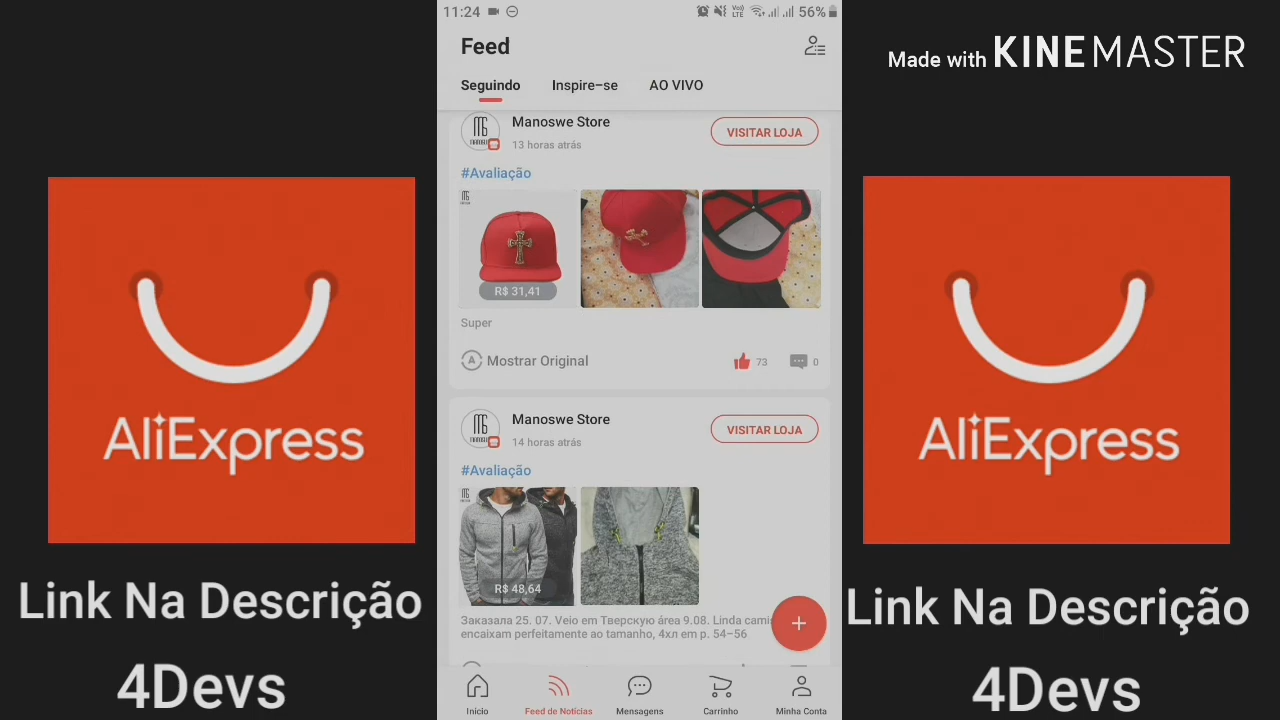 11:24
Vo))
LTE
56%
Made with KINEMASTER
Feed
Seguindo
Inspire-se
AO VIVO
Manoswe Store
13 horas atrás
VISITAR LOJA
#Avaliação
R$ 31,41
Super
Mostrar Original
73
0
Manoswe Store
14 horas atrás
VISITAR LOJA
#Avaliação
R$ 48,64
Заказала 25. 07. Veio em Тверскую área 9.08. Linda
encaixam perfeitamente ao tamanho, 4хл em p. 54-56
+
Início
Feed de Notícias
Mensagens
Carrinho
Minha Conta
AliExpress
Link Na Descrição
4Devs
AliExpress
Link Na Descrição
4Devs